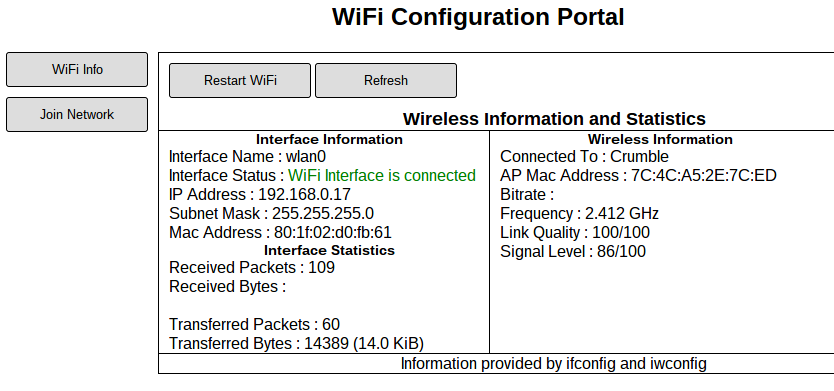 WiFi Configuration Portal
WiFi Info
Join Network
Restart WiFi
Refresh
Wireless Information and Statistics
Interface Information
Interface Name : wlan0
Interface Status : WiFi Interface is connected
IP Address : 192.168.0.17
Subnet Mask : 255.255.255.0
Mac Address : 80:1f:02:d0:fb:61
Interface Statistics
Received Packets : 109
Received Bytes :
Transferred Packets : 60
Transferred Bytes : 14389 (14.0 KiB)
Wireless Information
Connected To : Crumble
AP Mac Address : 7C:4C:A5:2E:7C:ED
Bitrate :
Frequency : 2.412 GHz
Link Quality : 100/100
Signal Level : 86/100
Information provided by ifconfig and iwconfig